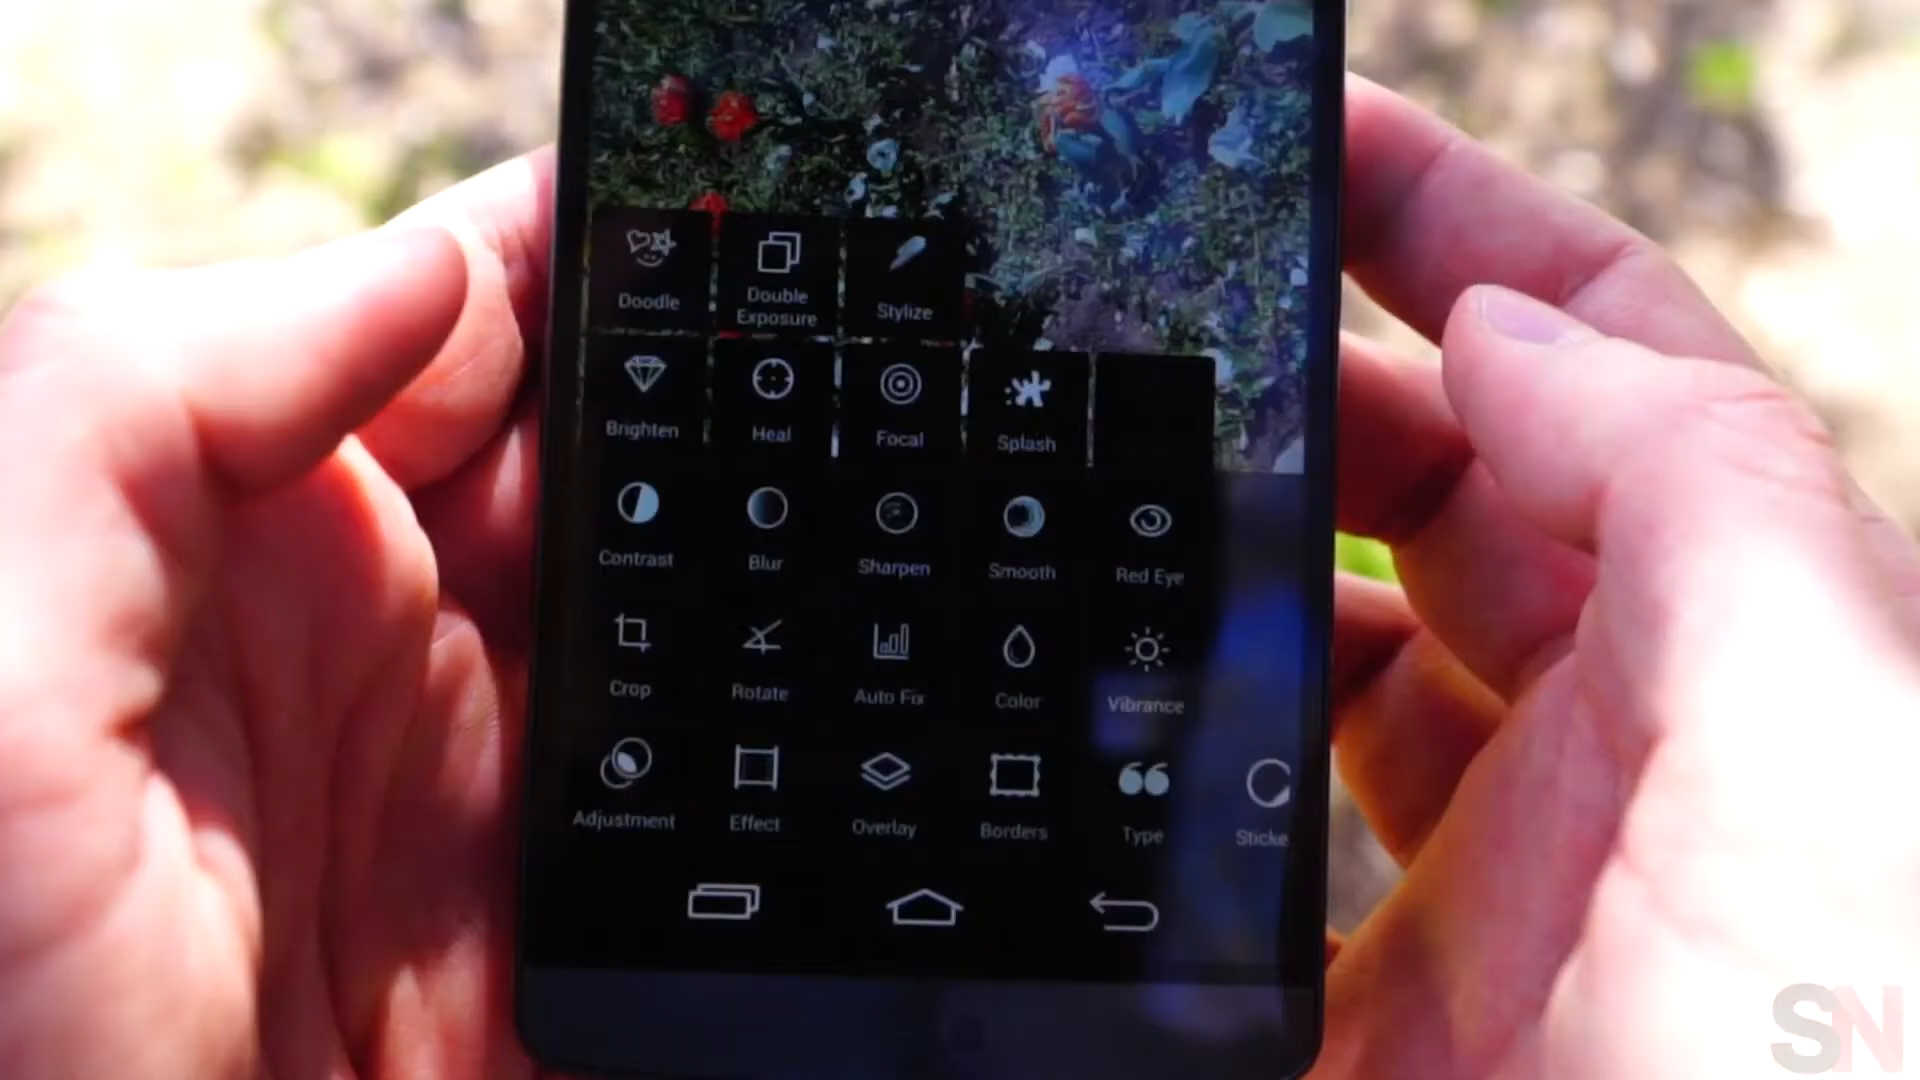 Doodle
Double
Exposure
Stylize
Brighten
Heal
Focal
Splash
Contrast
Blur
Sharpen
Smooth
Red Eye
Crop
Rotate
Auto Fix
Color
Vibrance
Adjustment
Effect
Overlay
Borders
Type
Sticke
SN